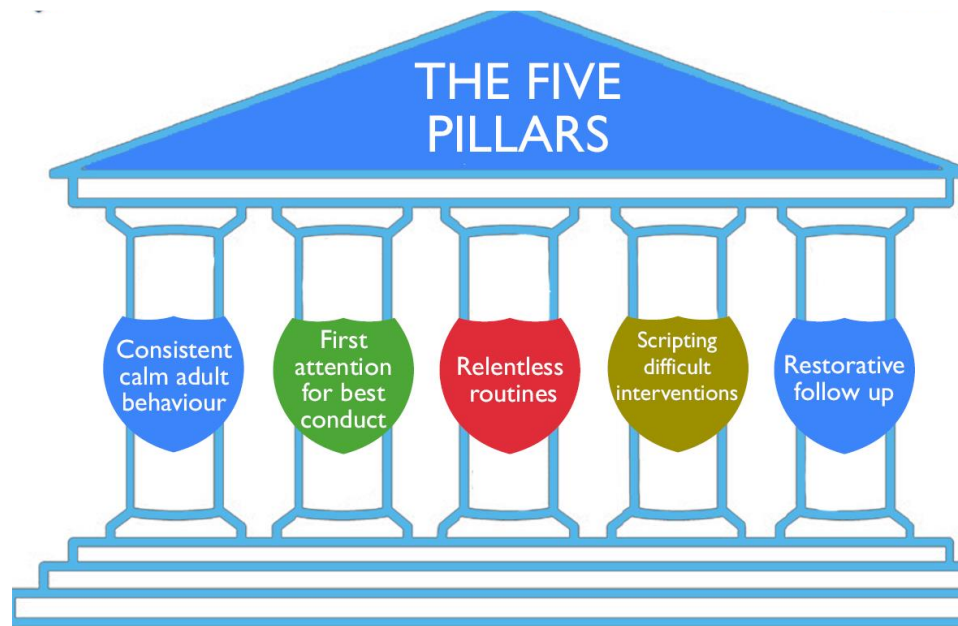 THE FIVE
PILLARS
Consistent
calm adult
behaviour
First
attention
for best
conduct
Relentless
routines
Scripting
difficult
interventions
Restorative
follow up